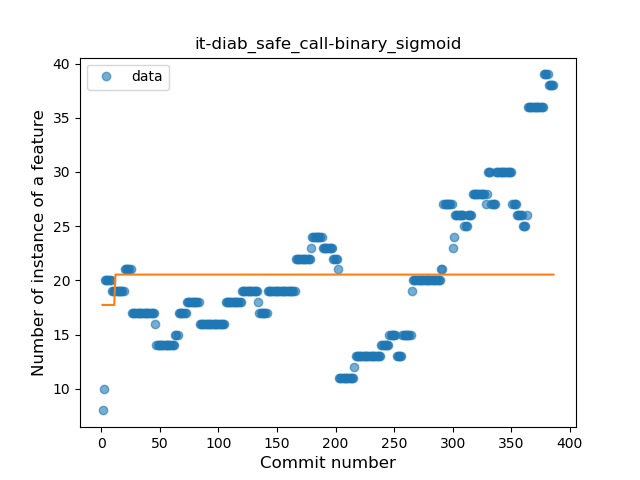 it-diab_safe_call-binary_sigmoid
data
Number of instance of a feature
40
35
30
25
20
15
10
0 50 100 150 200 250 300 350 400
Commit number